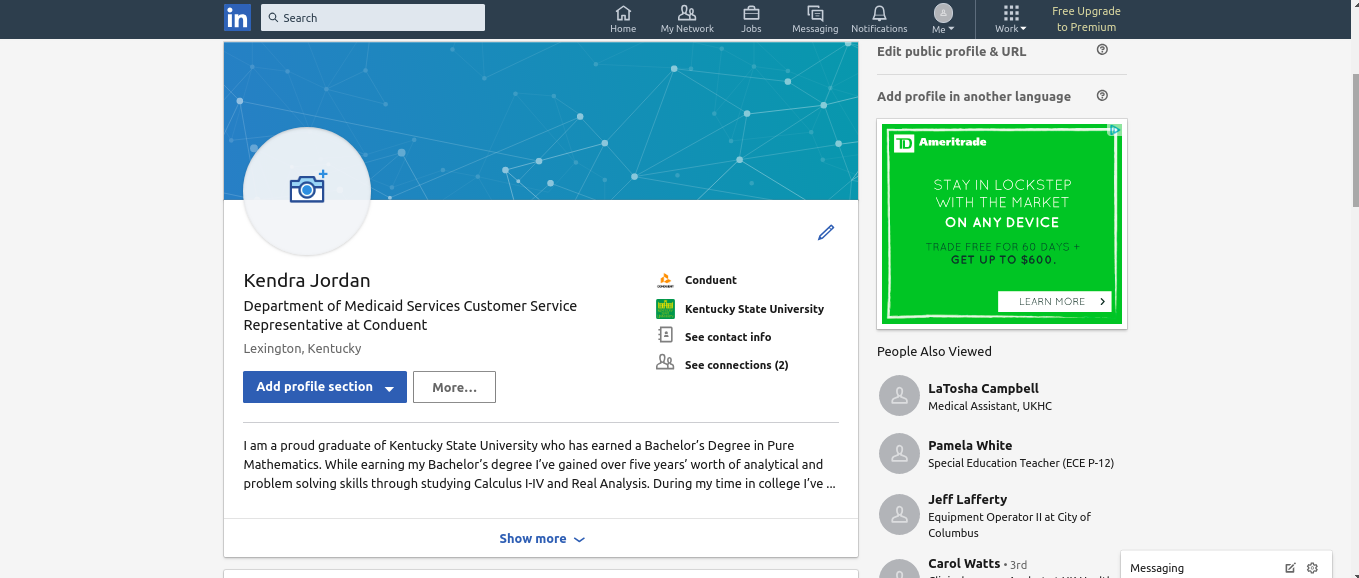 in
Search
Home
My Network
Jobs
Messaging
Notifications
Me
Work
Free Upgrade
to Premium
Kendra Jordan
Department of Medicaid Services Customer Service
Representative at Conduent
Lexington, Kentucky
Add profile section
More...
Conduent
Kentucky State University
See contact info
See connections (2)
I am a proud graduate of Kentucky State University who has earned a Bachelor’s Degree in Pure
Mathematics. While earning my Bachelor’s degree I’ve gained over five years’ worth of analytical and
problem solving skills through studying Calculus I-IV and Real Analysis. During my time in college I’ve ...
Show more
Edit public profile & URL
Add profile in another language
TD Ameritrade
STAY IN LOCKSTEP
WITH THE MARKET
ON ANY DEVICE
TRADE FREE FOR 60 DAYS +
GET UP TO $600.
LEARN MORE
People Also Viewed
LaTosha Campbell
Medical Assistant, UKHC
Pamela White
Special Education Teacher (ECE P-12)
Jeff Lafferty
Equipment Operator II at City of
Columbus
Carol Watts • 3rd
Messaging